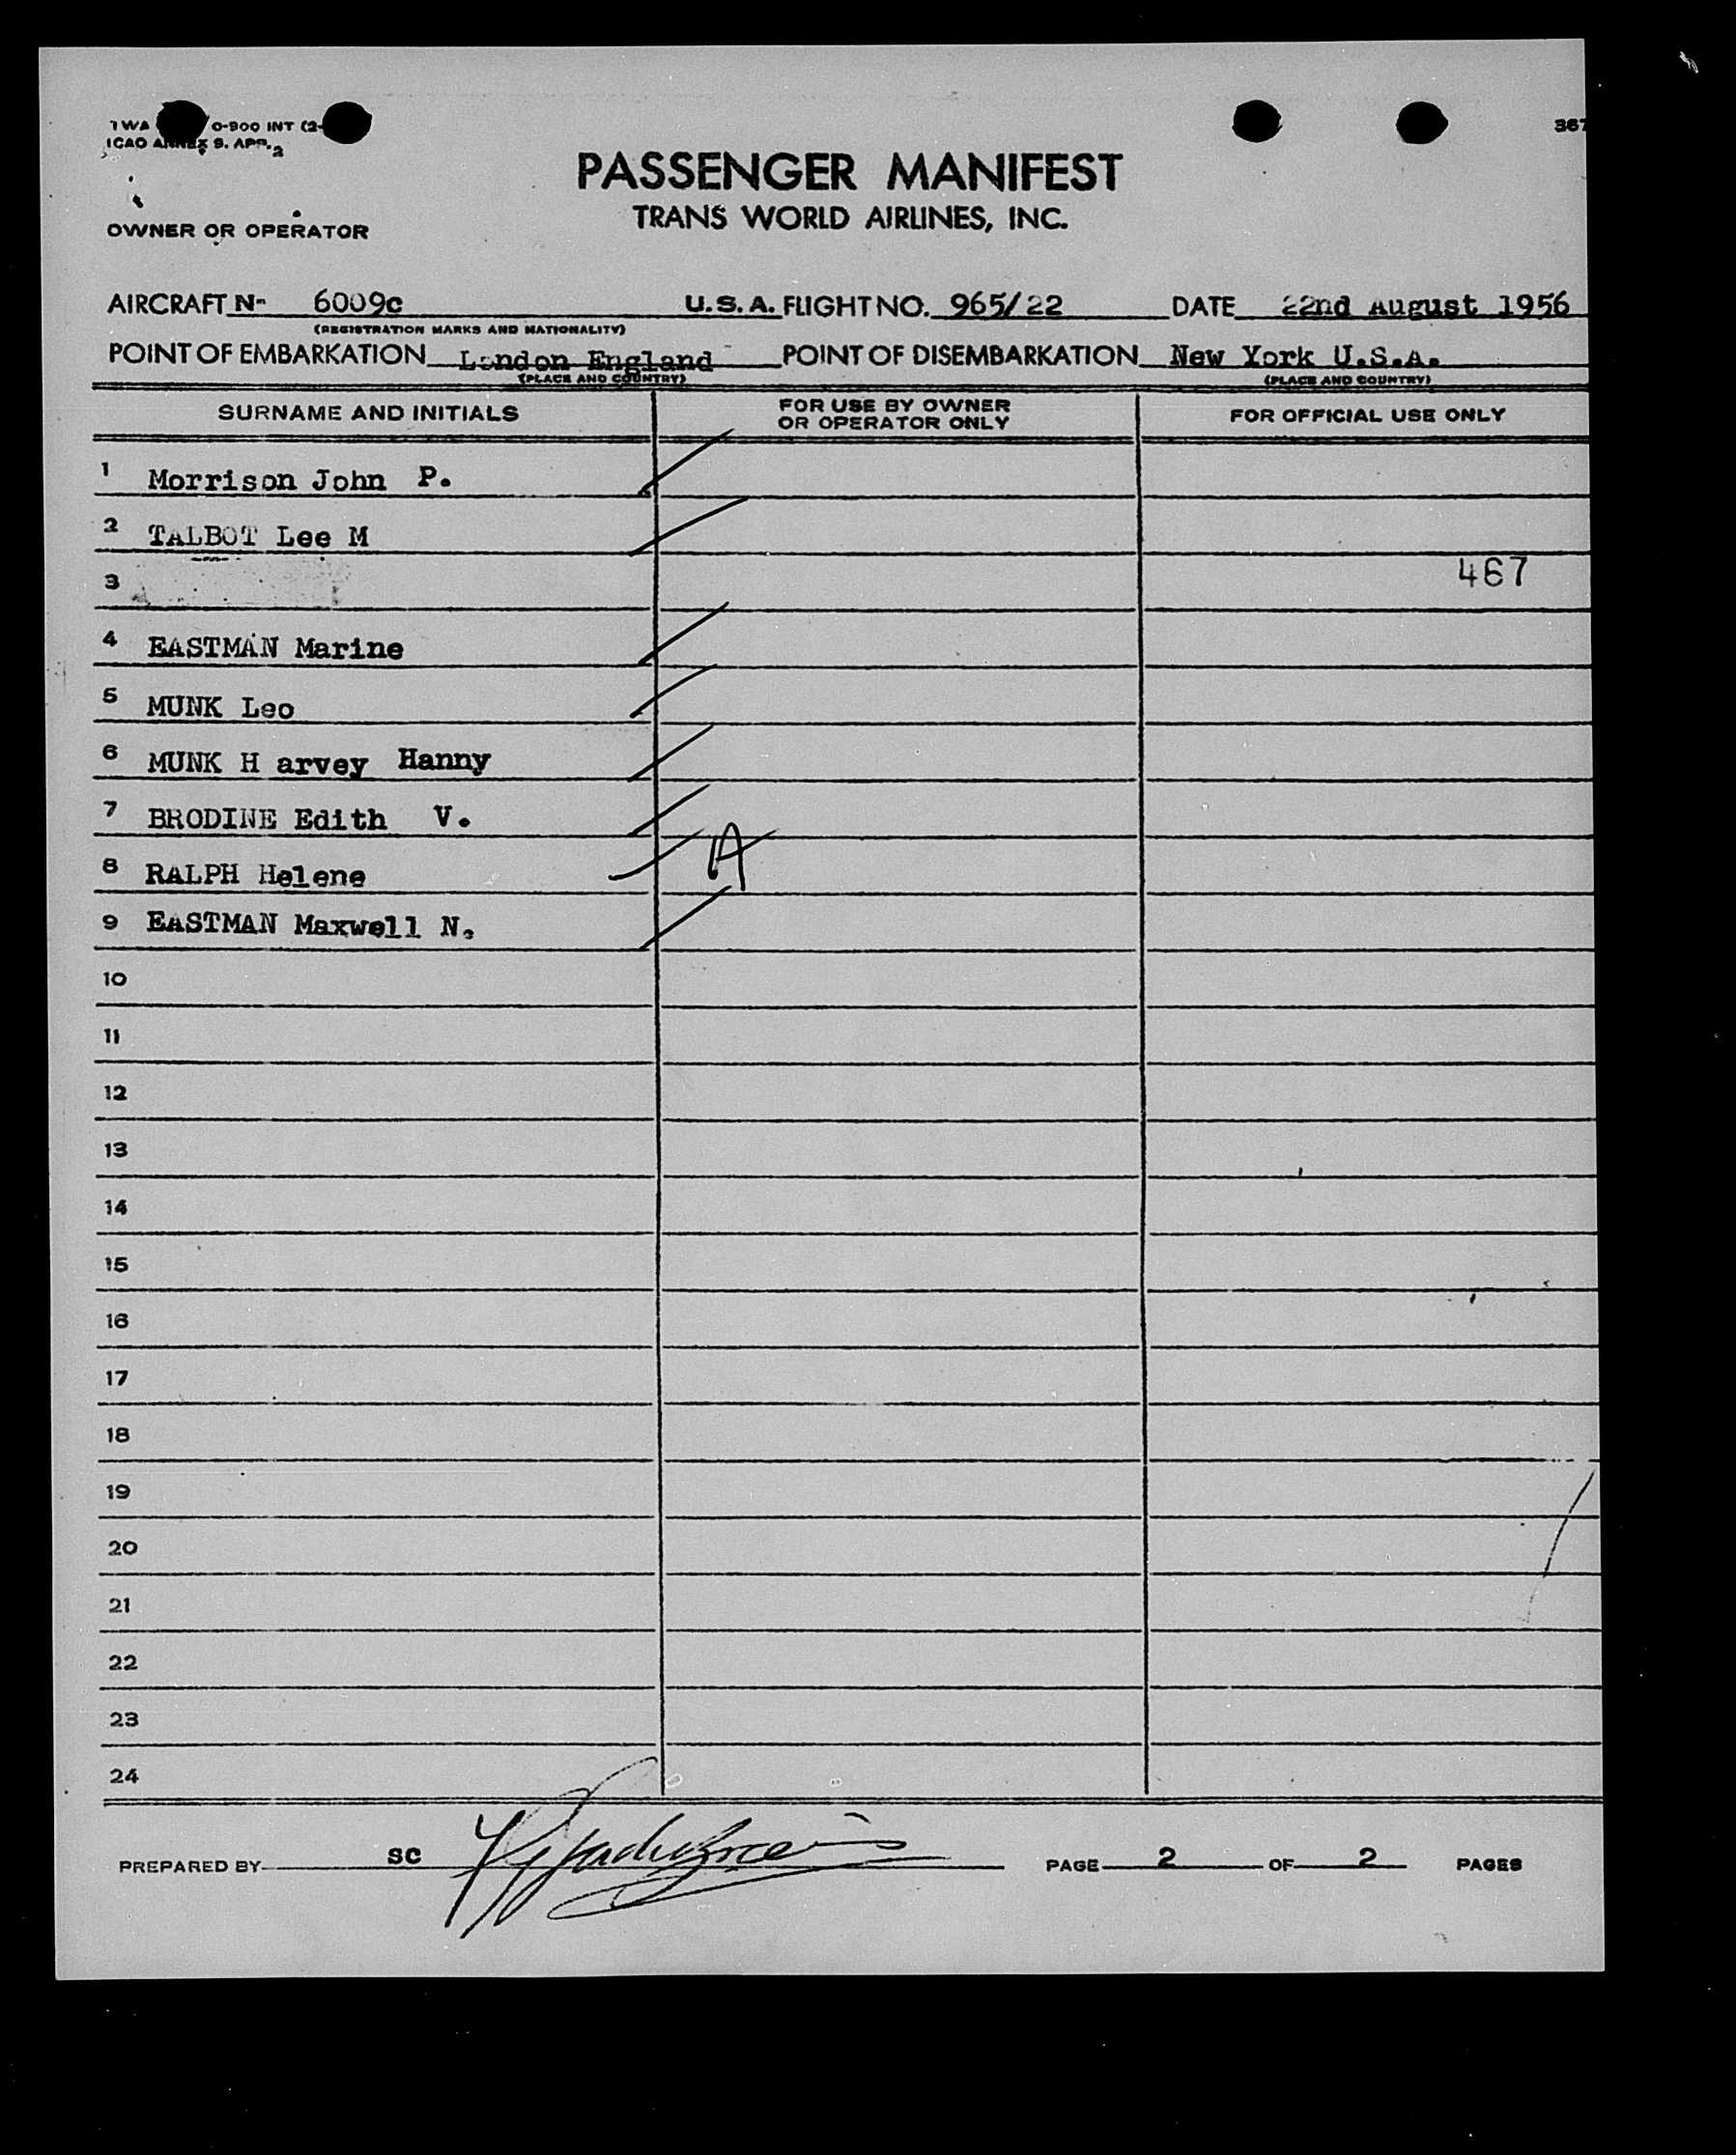 TWA 0-900 INT (2-
ICAO ANNEX 9. APP. 2
367
PASSENGER MANIFEST
TRANS WORLD AIRLINES, INC.
OWNER OR OPERATOR
AIRCRAFT N- 6009c U.S.A. FLIGHT NO. 965/22 DATE 22nd August 1956
(REGISTRATION MARKS AND NATIONALITY)
POINT OF EMBARKATION London England POINT OF DISEMBARKATION New York U.S.A.
(PLACE AND COUNTRY) (PLACE AND COUNTRY)
SURNAME AND INITIALS FOR USE BY OWNER OR OPERATOR ONLY FOR OFFICIAL USE ONLY
1 Morrison John P.
2 TALBOT Lee M
3 467
4 EASTMAN Marine
5 MUNK Leo
6 MUNK H arvey Hanny
7 BRODINE Edith V.
8 RALPH Helene A
9 EASTMAN Maxwell N.
10
11
12
13
14
15
16
17
18
19
20
21
22
23
24
PREPARED BY SC PAGE 2 OF 2 PAGES